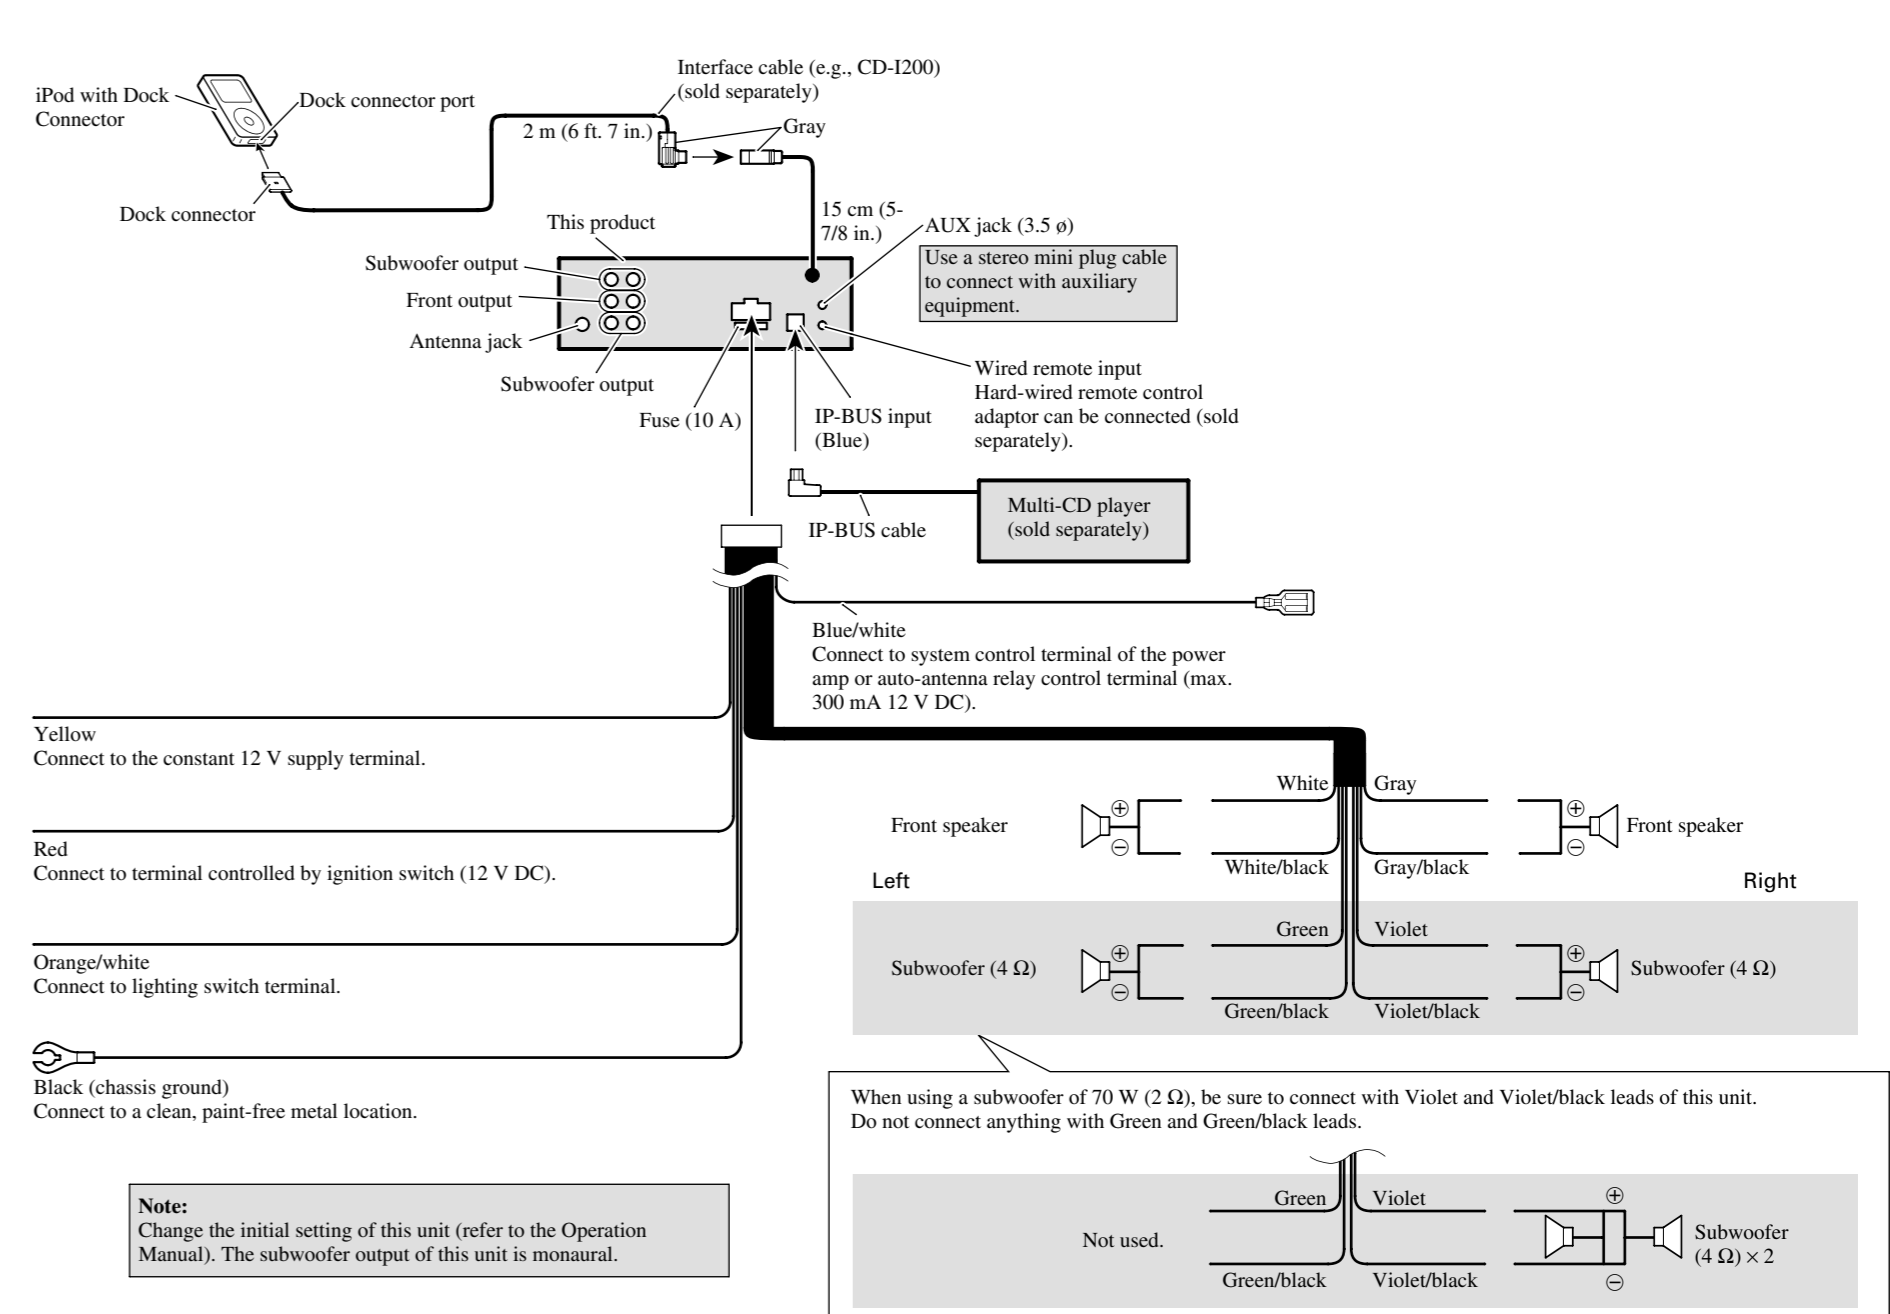 Interface cable (e.g., CD-I200)
(sold separately)
iPod with Dock
Connector
Dock connector port
2 m (6 ft. 7 in.)
Gray
Dock connector
15 cm (5-
7/8 in.)
This product
AUX jack (3.5 ø)
Use a stereo mini plug cable
to connect with auxiliary
equipment.
Subwoofer output
Front output
Antenna jack
Subwoofer output
Fuse (10 A)
IP-BUS input
(Blue)
Wired remote input
Hard-wired remote control
adaptor can be connected (sold
separately).
Multi-CD player
(sold separately)
IP-BUS cable
Blue/white
Connect to system control terminal of the power
amp or auto-antenna relay control terminal (max.
300 mA 12 V DC).
Yellow
Connect to the constant 12 V supply terminal.
Red
Connect to terminal controlled by ignition switch (12 V DC).
Orange/white
Connect to lighting switch terminal.
Black (chassis ground)
Connect to a clean, paint-free metal location.
White
Gray
Front speaker
⊕
⊖
⊕
⊖
Front speaker
White/black
Gray/black
Left
Right
Green
Violet
Subwoofer (4 Ω)
⊕
⊖
⊕
⊖
Subwoofer (4 Ω)
Green/black
Violet/black
When using a subwoofer of 70 W (2 Ω), be sure to connect with Violet and Violet/black leads of this unit.
Do not connect anything with Green and Green/black leads.
Green
Violet
⊕
Not used.
Subwoofer
(4 Ω) × 2
Green/black
Violet/black
⊖
Note:
Change the initial setting of this unit (refer to the Operation
Manual). The subwoofer output of this unit is monaural.